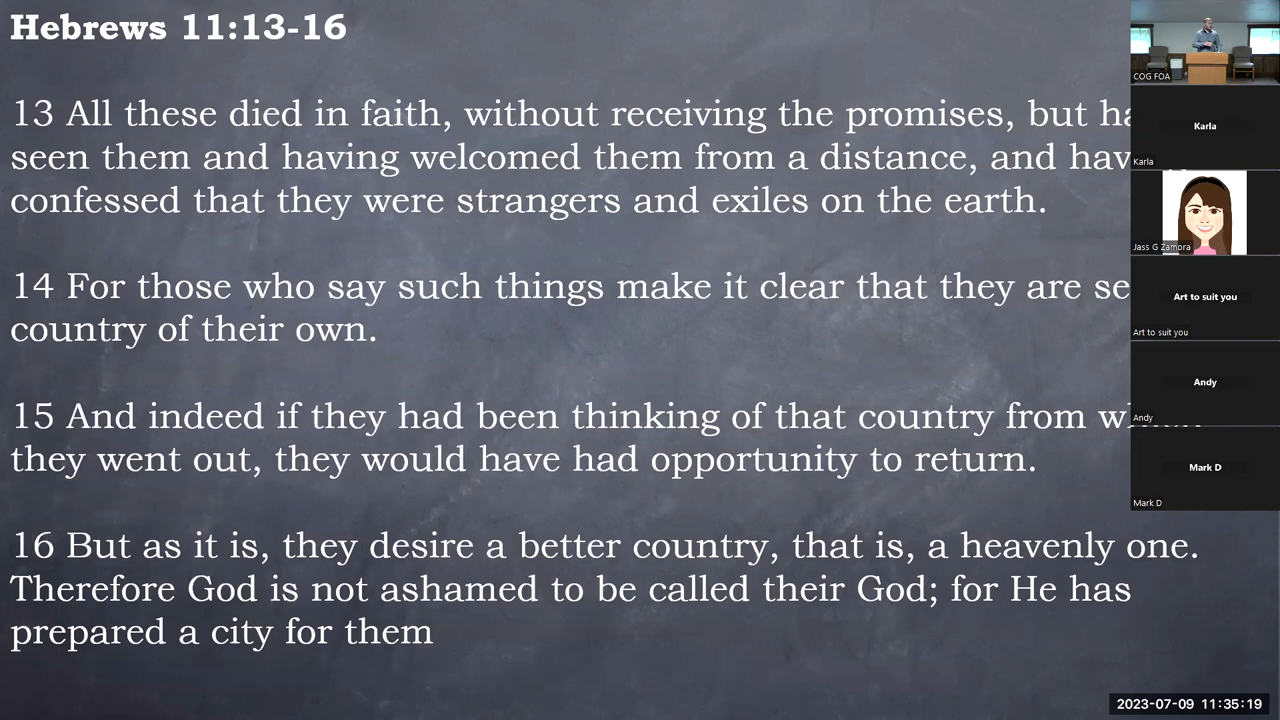 Hebrews 11:13-16
13 All these died in faith, without receiving the promises, but
seen them and having welcomed them from a distance, and
confessed that they were strangers and exiles on the earth.
14 For those who say such things make it clear that they are
country of their own.
15 And indeed if they had been thinking of that country from
they went out, they would have had opportunity to return.
16 But as it is, they desire a better country, that is, a heavenly one.
Therefore God is not ashamed to be called their God; for He has
prepared a city for them
COG FOA
Karla
Karla
Jass G Zamora
Art to suit you
Art to suit you
Andy
Andy
Mark D
Mark D
2023-07-09 11:35:19